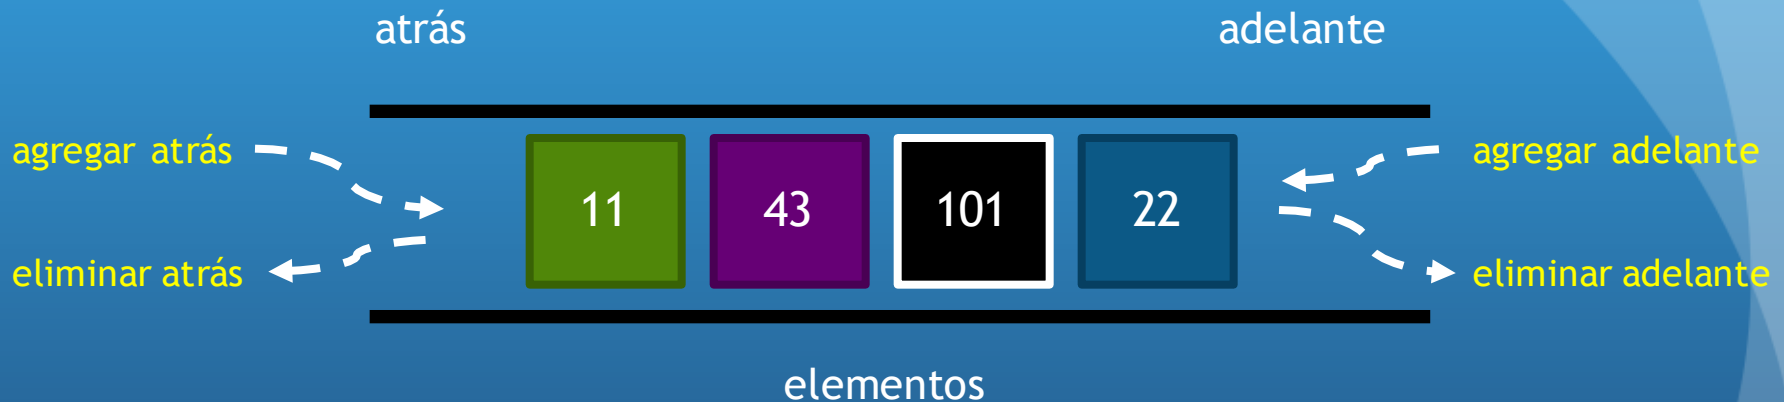 atrás
adelante
agregar atrás
agregar adelante
11
43
101
22
eliminar atrás
eliminar adelante
elementos